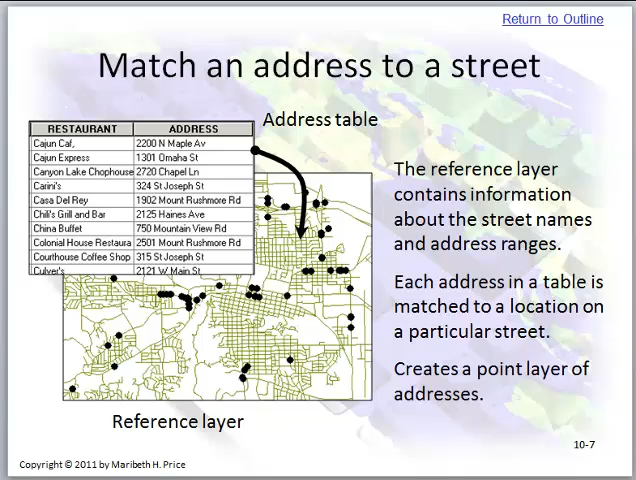 Return to Outline
Match an address to a street
Address table
RESTAURANT ADDRESS
Cajun Caf, 2200 N Maple Av
Cajun Express 1301 Omaha St
Canyon Lake Chophouse 2720 Chapel Ln
Carini's 324 St Joseph St
Casa Del Rey 1902 Mount Rushmore Rd
Chili's Grill and Bar 2125 Haines Ave
China Buffet 750 Mountain View Rd
Colonial House Restaura 2501 Mount Rushmore Rd
Courthouse Coffee Shop 315 St Joseph St
Culver's 2121 W Main St
The reference layer
contains information
about the street names
and address ranges.
Each address in a table is
matched to a location on
a particular street.
Creates a point layer of
addresses.
Reference layer
10-7
Copyright © 2011 by Maribeth H. Price